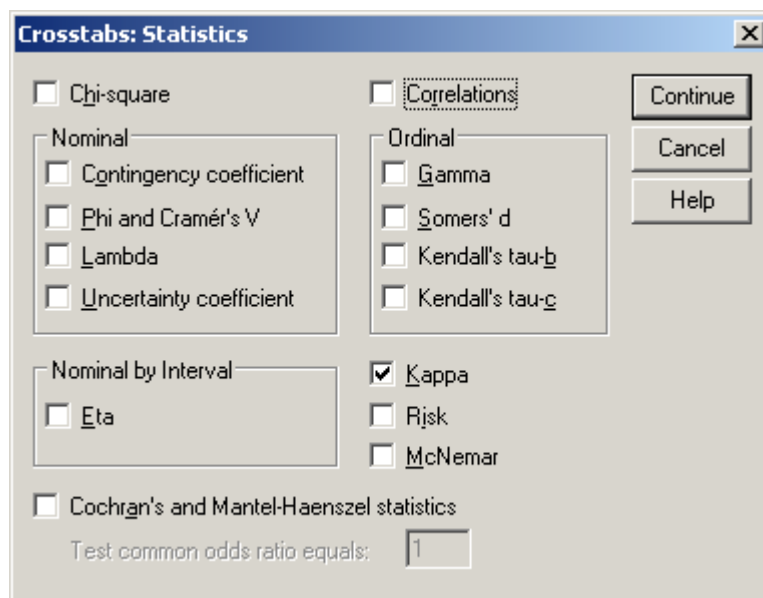 Crosstabs: Statistics
Chi-square
Correlations
Continue
Nominal
Ordinal
Cancel
Contingency coefficient
Gamma
Help
Phi and Cramér's V
Somers' d
Lambda
Kendall's tau-b
Uncertainty coefficient
Kendall's tau-c
Nominal by Interval
Kappa
Eta
Risk
McNemar
Cochran's and Mantel-Haenszel statistics
Test common odds ratio equals: 1